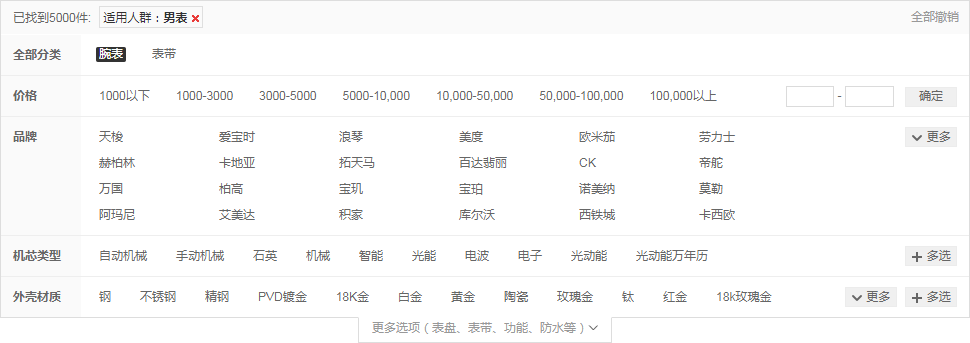 已找到5000件: 适用人群：男表 全部撤销
全部分类 腕表 表带
价格 1000以下 1000-3000 3000-5000 5000-10,000 10,000-50,000 50,000-100,000 100,000以上 - 确定
品牌 天梭 爱宝时 浪琴 美度 欧米茄 劳力士 更多
赫柏林 卡地亚 拓天马 百达翡丽 CK 帝舵
万国 柏高 宝玑 宝珀 诺美纳 莫勒
阿玛尼 艾美达 积家 库尔沃 西铁城 卡西欧
机芯类型 自动机械 手动机械 石英 机械 智能 光能 电波 电子 光动能 光动能万年历 多选
外壳材质 钢 不锈钢 精钢 PVD镀金 18K金 白金 黄金 陶瓷 玫瑰金 钛 红金 18k玫瑰金 更多 多选
更多选项（表盘、表带、功能、防水等）